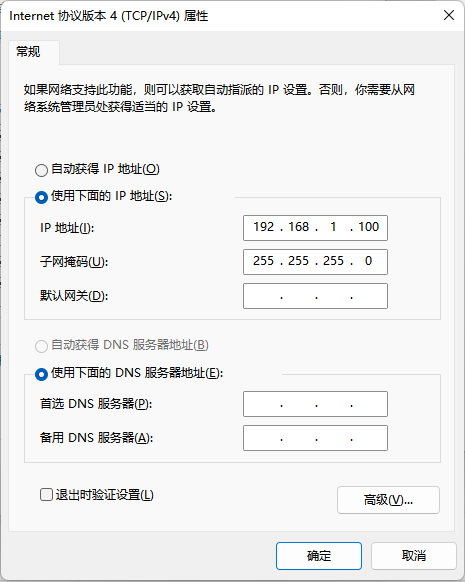 Internet 协议版本 4 (TCP/IPv4) 属性
常规
如果网络支持此功能，则可以获取自动指派的 IP 设置。否则，你需要从网
络系统管理员处获得适当的 IP 设置。
自动获得 IP 地址(O)
使用下面的 IP 地址(S):
IP 地址(I):
192 . 168 . 1 . 100
子网掩码(U):
255 . 255 . 255 . 0
默认网关(D):
. . .
自动获得 DNS 服务器地址(B)
使用下面的 DNS 服务器地址(E):
首选 DNS 服务器(P):
. . .
备用 DNS 服务器(A):
. . .
退出时验证设置(L)
高级(V)...
确定
取消